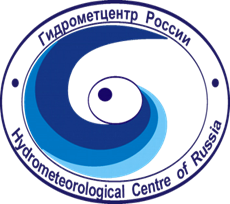 Гидрометцентр России
Hydrometeorological Centre of Russia